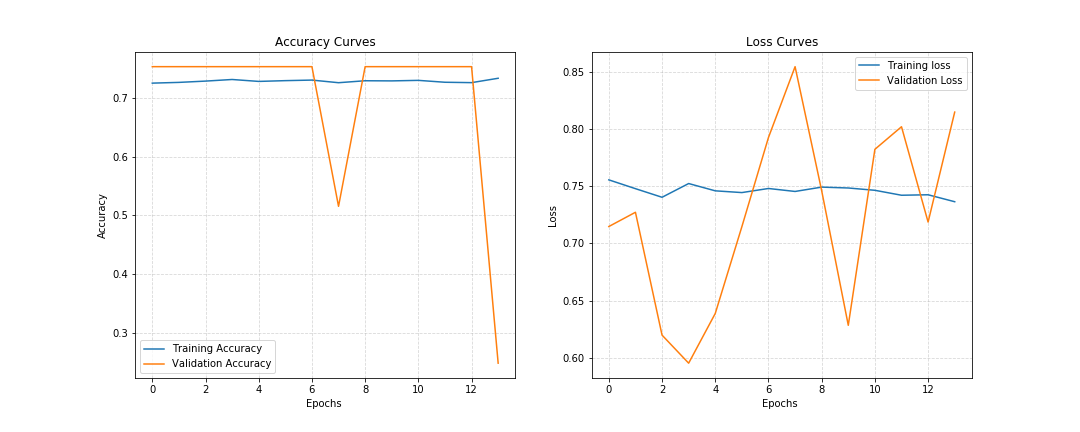 Accuracy Curves
0.7
0.6
0.5
0.4
0.3
Accuracy
0 2 4 6 8 10 12
Epochs
Training Accuracy
Validation Accuracy
Loss Curves
0.85
0.80
0.75
0.70
0.65
0.60
Loss
0 2 4 6 8 10 12
Epochs
Training loss
Validation Loss